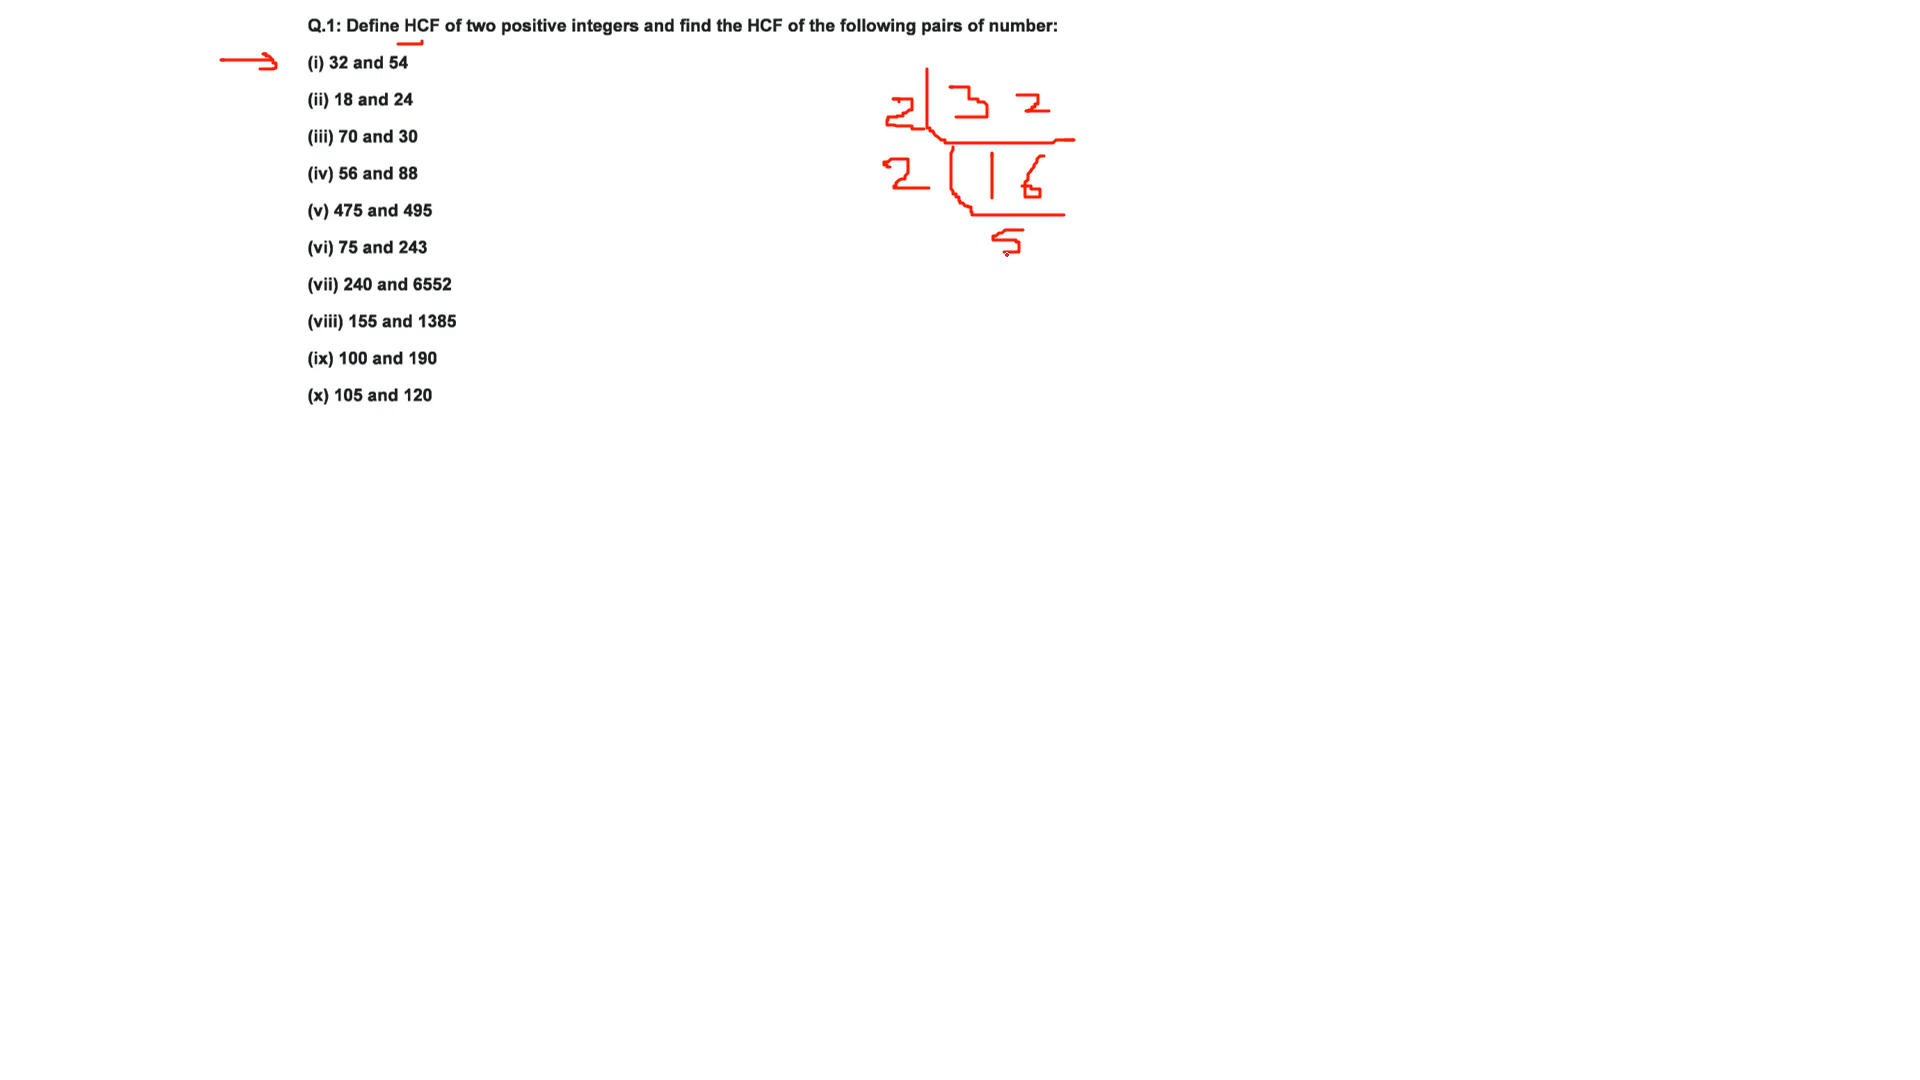 Q.1: Define HCF of two positive integers and find the HCF of the following pairs of number:
(i) 32 and 54
(ii) 18 and 24
(iii) 70 and 30
(iv) 56 and 88
(v) 475 and 495
(vi) 75 and 243
(vii) 240 and 6552
(viii) 155 and 1385
(ix) 100 and 190
(x) 105 and 120
2 32
2 16
5